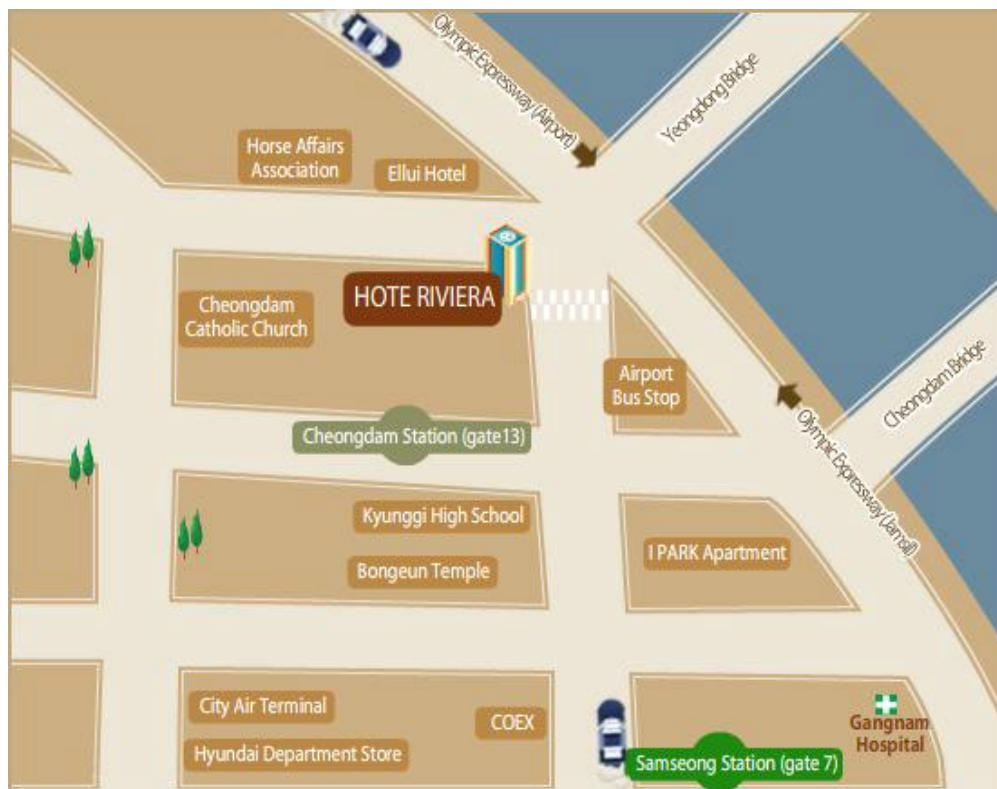 Olympic Expressway (Airport)
Yeongdong Bridge
Horse Affairs
Association
Ellui Hotel
HOTE RIVIERA
Cheongdam
Catholic Church
Airport
Bus Stop
Cheongdam Bridge
Olympic Expressway (Jamsil)
Cheongdam Station (gate13)
Kyunggi High School
Bongeun Temple
I PARK Apartment
City Air Terminal
COEX
Hyundai Department Store
Gangnam
Hospital
Samseong Station (gate 7)